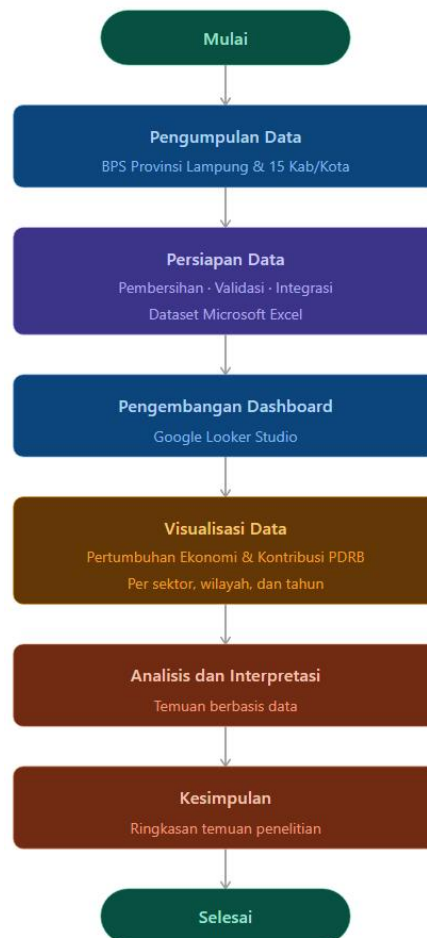 Mulai
Pengumpulan Data
BPS Provinsi Lampung & 15 Kab/Kota
Persiapan Data
Pembersihan · Validasi · Integrasi
Dataset Microsoft Excel
Pengembangan Dashboard
Google Looker Studio
Visualisasi Data
Pertumbuhan Ekonomi & Kontribusi PDRB
Per sektor, wilayah, dan tahun
Analisis dan Interpretasi
Temuan berbasis data
Kesimpulan
Ringkasan temuan penelitian
Selesai